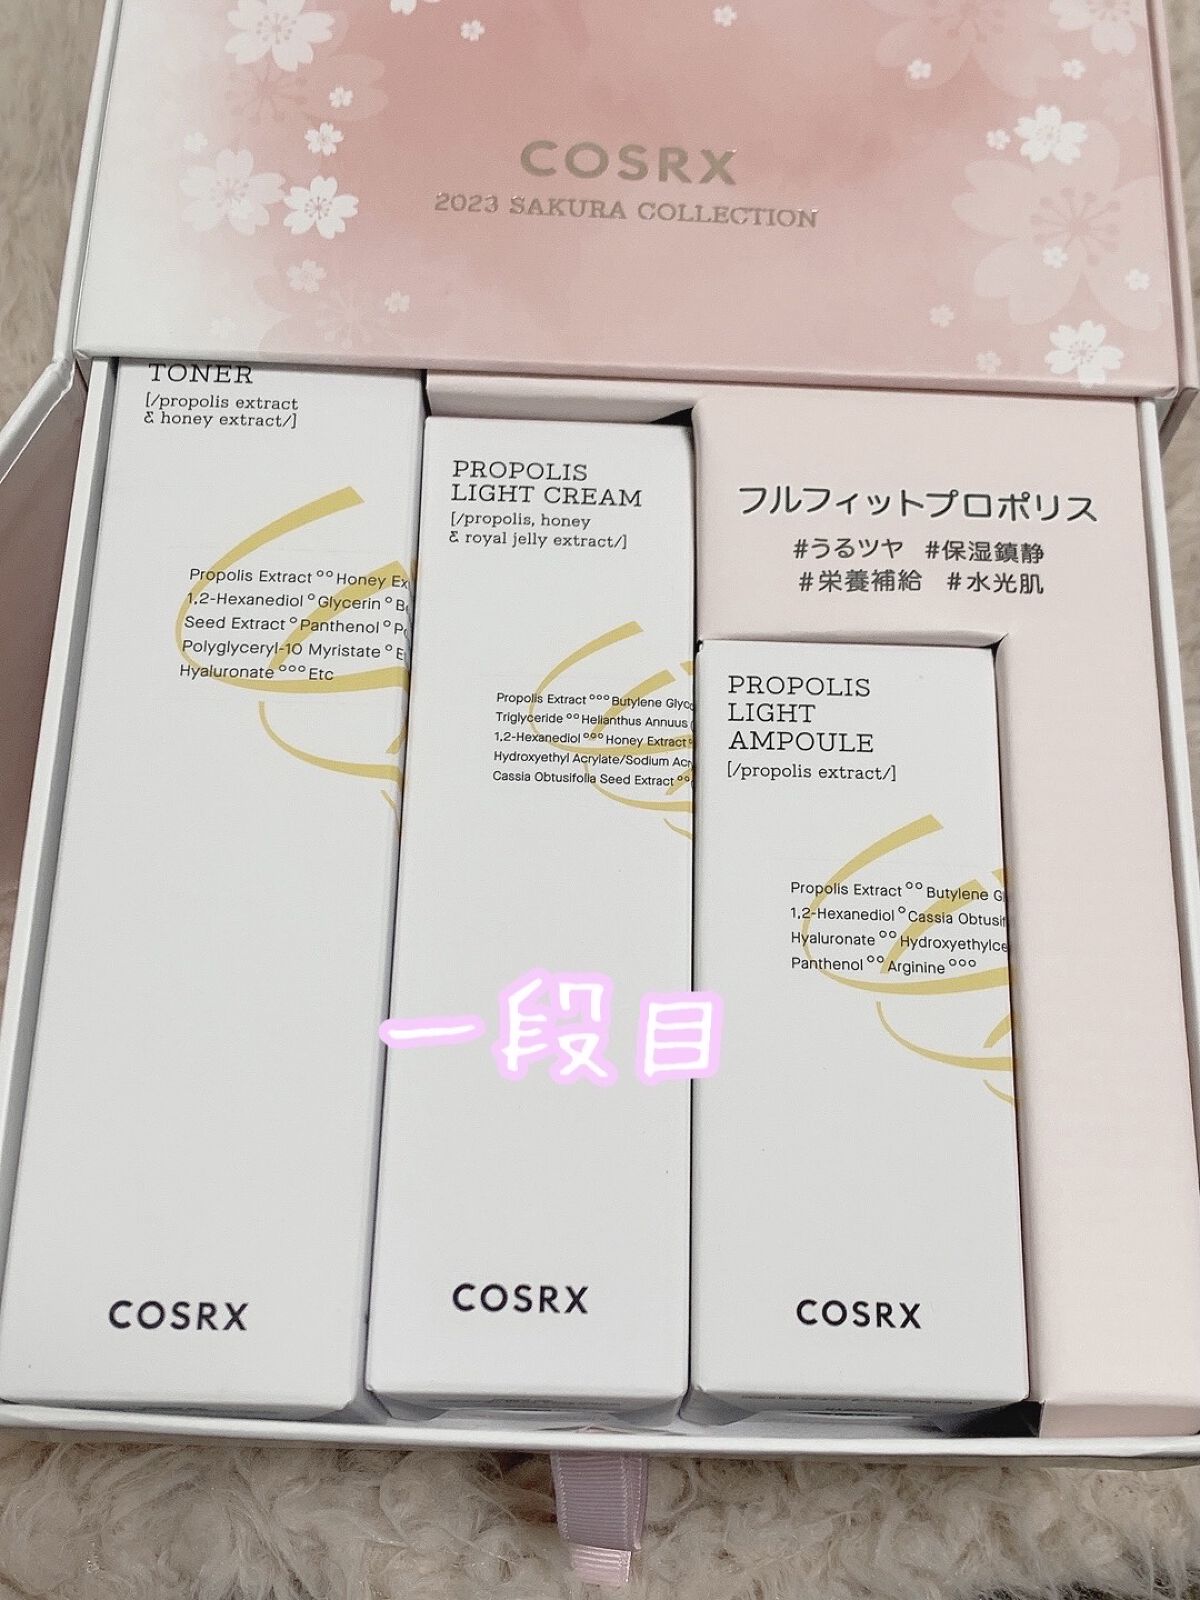 COSRX
2023 SAKURA COLLECTION
TONER
[/propolis extract
& honey extract/]
Propolis Extract °° Honey Ex
1,2-Hexanediol ° Glycerin ° Be
Seed Extract ° Panthenol ° P
Polyglyceryl-10 Myristate ° E
Hyaluronate °°° Etc
COSRX
PROPOLIS
LIGHT CREAM
[/propolis, honey
& royal jelly extract/]
Propolis Extract °°° Butylene Glyc
Triglyceride °° Helianthus Annuus
1,2-Hexanediol °°° Honey Extract
Hydroxyethyl Acrylate/Sodium Acr
Cassia Obtusifolia Seed Extract °°
COSRX
フルフィットプロポリス
#うるツヤ #保湿鎮静
#栄養補給 #水光肌
PROPOLIS
LIGHT
AMPOULE
[/propolis extract/]
Propolis Extract °° Butylene G
1,2-Hexanediol ° Cassia Obtusif
Hyaluronate °° Hydroxyethylce
Panthenol °° Arginine °°°
COSRX
一段目